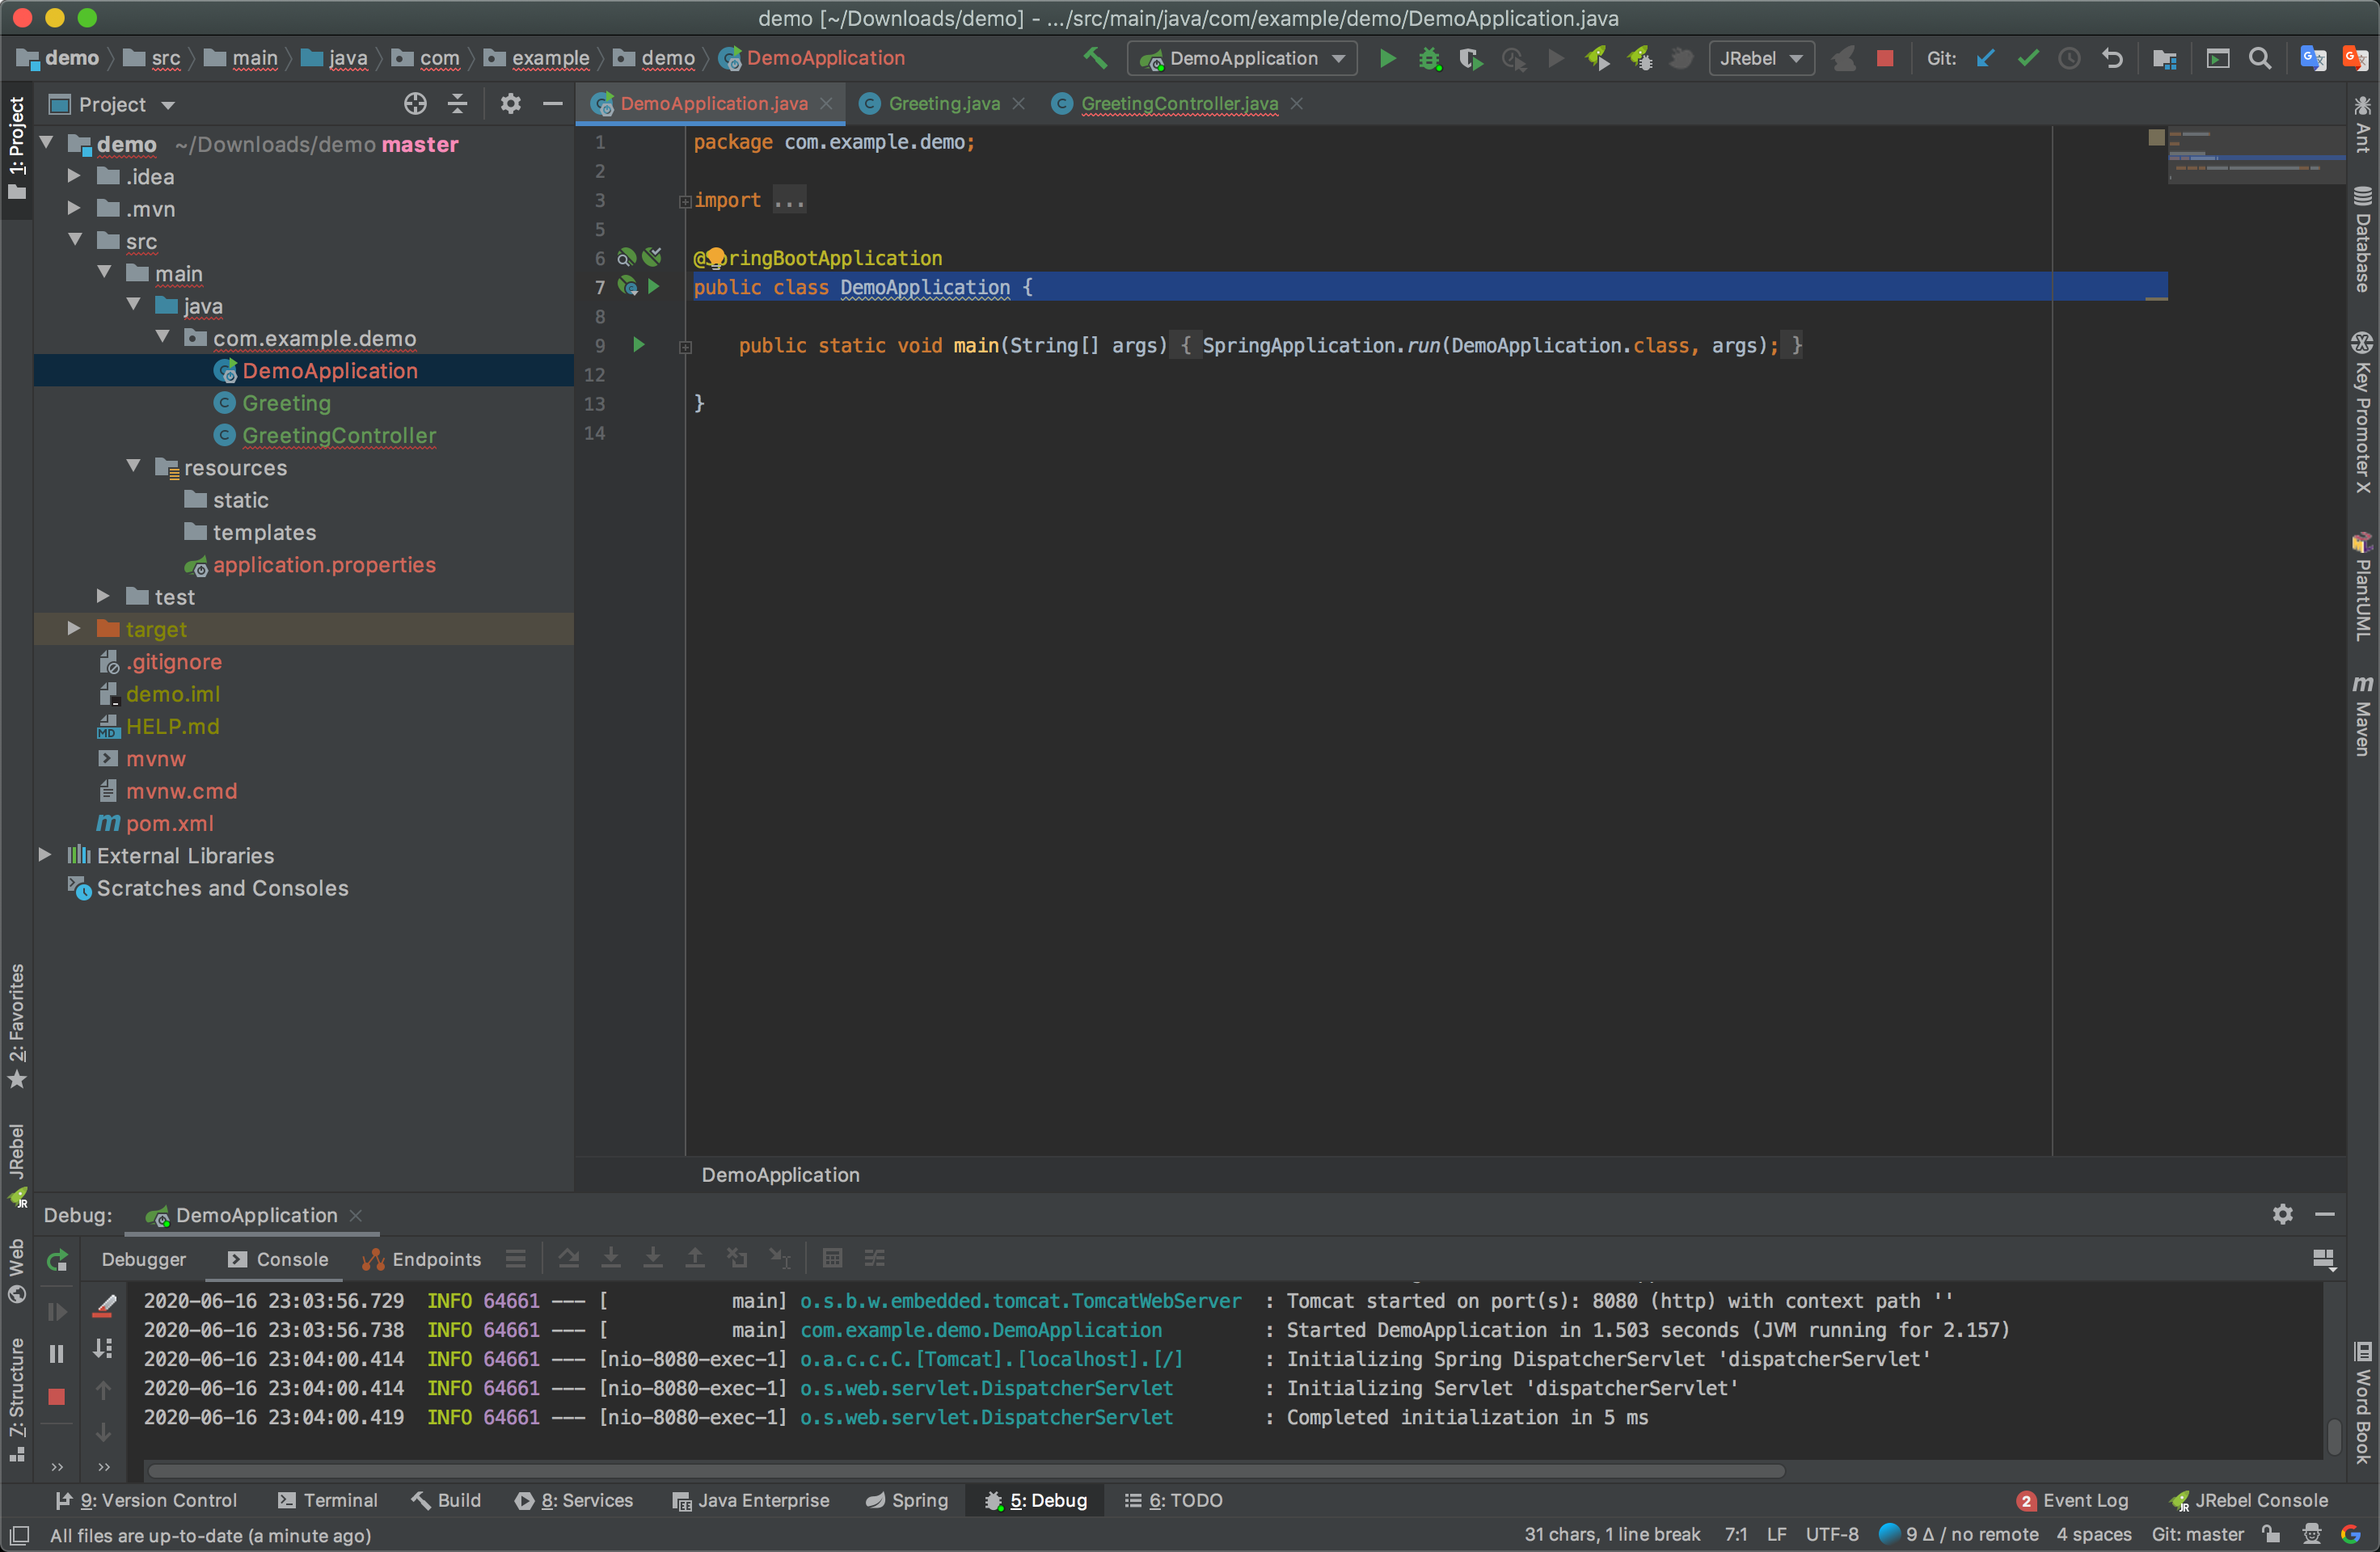 demo [~/Downloads/demo] - .../src/main/java/com/example/demo/DemoApplication.java
demo src main java com example demo DemoApplication
DemoApplication JRebel Git:
1: Project
Project
demo ~/Downloads/demo master
.idea
.mvn
src
main
java
com.example.demo
DemoApplication
Greeting
GreetingController
resources
static
templates
application.properties
test
target
.gitignore
demo.iml
HELP.md
mvnw
mvnw.cmd
pom.xml
External Libraries
Scratches and Consoles
2: Favorites
JRebel
Web
7: Structure
DemoApplication.java Greeting.java GreetingController.java
1 package com.example.demo;
2
3 import ...
5
6 @SpringBootApplication
7 public class DemoApplication {
8
9 public static void main(String[] args) { SpringApplication.run(DemoApplication.class, args); }
12
13 }
14
DemoApplication
Ant
Database
Key Promoter X
PlantUML
Maven
Word Book
Debug: DemoApplication
Debugger Console Endpoints
2020-06-16 23:03:56.729 INFO 64661 --- [ main] o.s.b.w.embedded.tomcat.TomcatWebServer : Tomcat started on port(s): 8080 (http) with context path ''
2020-06-16 23:03:56.738 INFO 64661 --- [ main] com.example.demo.DemoApplication : Started DemoApplication in 1.503 seconds (JVM running for 2.157)
2020-06-16 23:04:00.414 INFO 64661 --- [nio-8080-exec-1] o.a.c.c.C.[Tomcat].[localhost].[/] : Initializing Spring DispatcherServlet 'dispatcherServlet'
2020-06-16 23:04:00.414 INFO 64661 --- [nio-8080-exec-1] o.s.web.servlet.DispatcherServlet : Initializing Servlet 'dispatcherServlet'
2020-06-16 23:04:00.419 INFO 64661 --- [nio-8080-exec-1] o.s.web.servlet.DispatcherServlet : Completed initialization in 5 ms
9: Version Control Terminal Build 8: Services Java Enterprise Spring 5: Debug 6: TODO 2 Event Log JRebel Console
All files are up-to-date (a minute ago) 31 chars, 1 line break 7:1 LF UTF-8 9 Δ / no remote 4 spaces Git: master